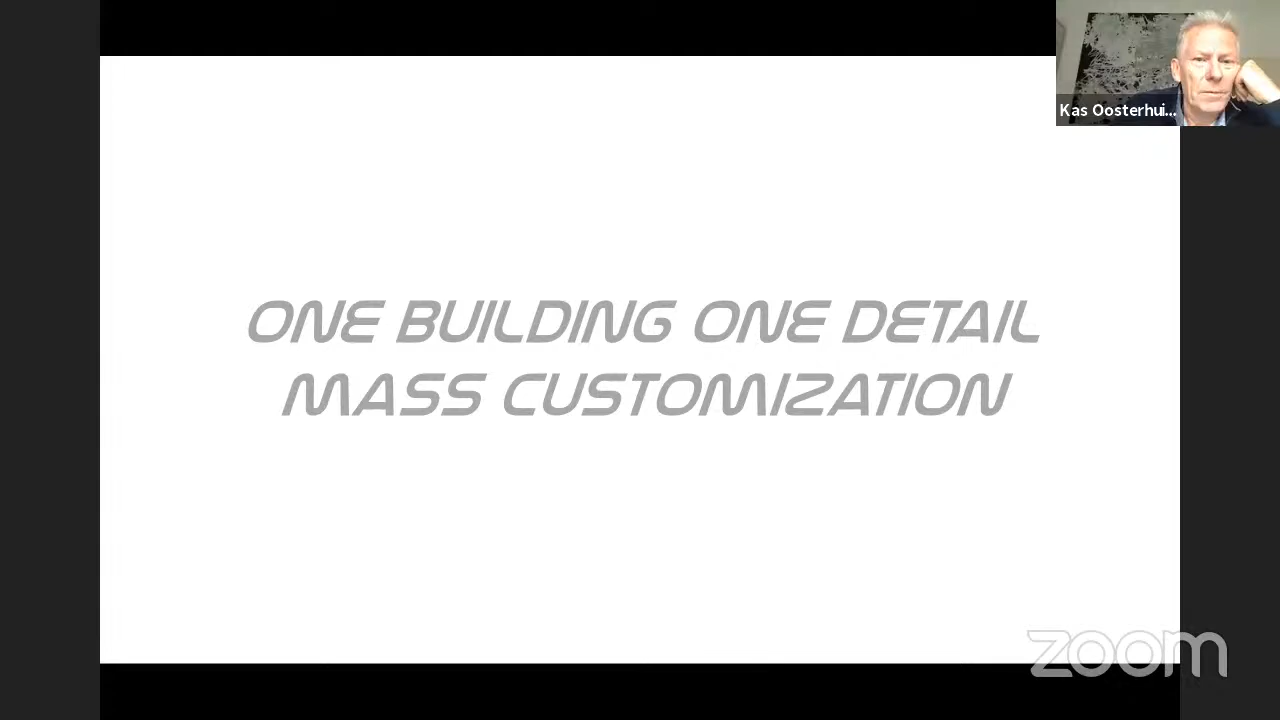 Kas Oosterhui...
ONE BUILDING ONE DETAIL
MASS CUSTOMIZATION
zoom